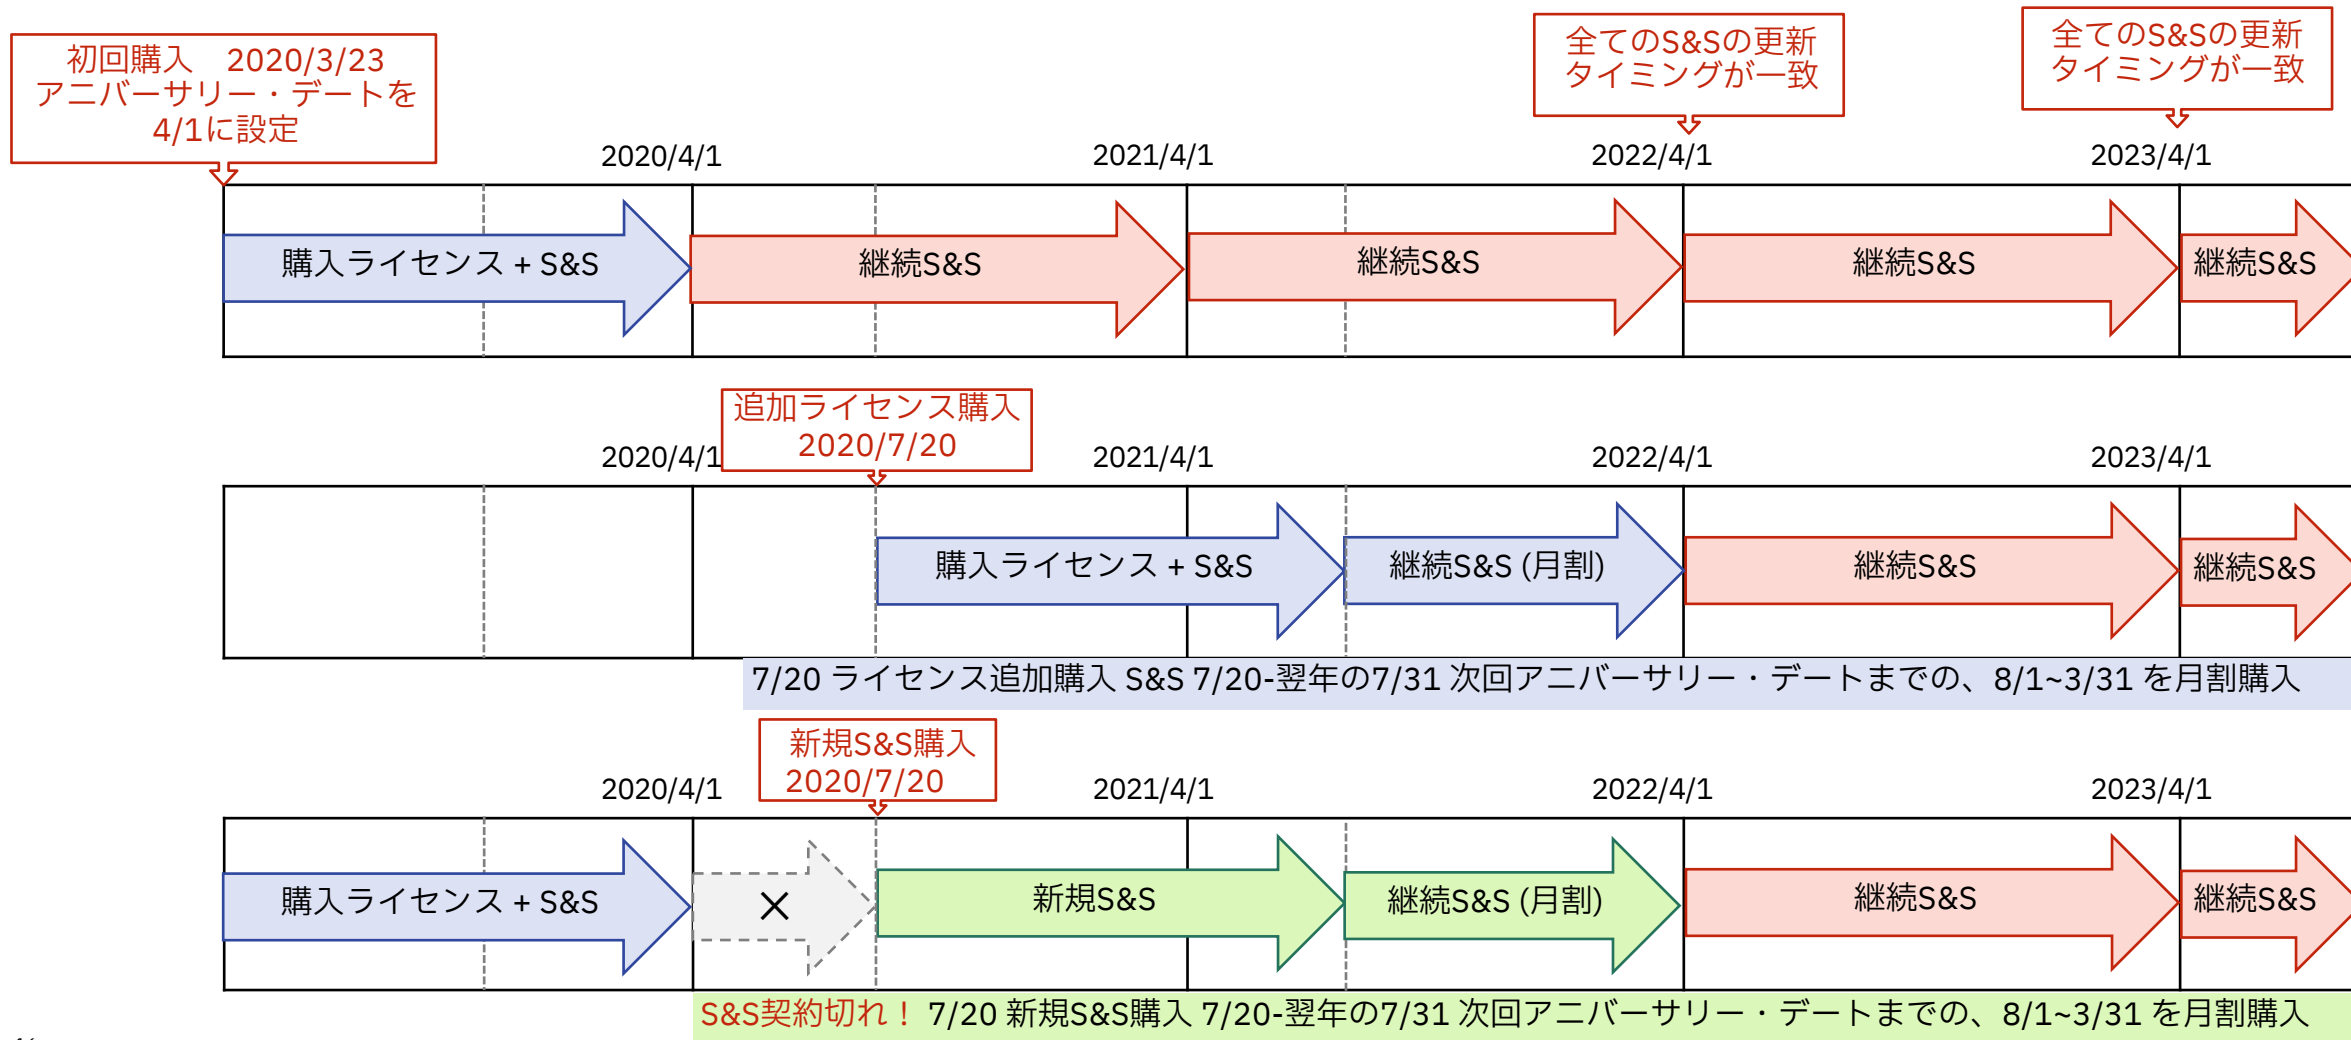 初回購入　2020/3/23
アニバーサリー・デートを
4/1に設定
全てのS&Sの更新
タイミングが一致
全てのS&Sの更新
タイミングが一致
2020/4/1
2021/4/1
2022/4/1
2023/4/1
購入ライセンス + S&S
継続S&S
継続S&S
継続S&S
継続S&S
追加ライセンス購入
2020/7/20
2020/4/1
2021/4/1
2022/4/1
2023/4/1
購入ライセンス + S&S
継続S&S (月割)
継続S&S
継続S&S
7/20 ライセンス追加購入 S&S 7/20-翌年の7/31 次回アニバーサリー・デートまでの、8/1~3/31 を月割購入
新規S&S購入
2020/7/20
2020/4/1
2021/4/1
2022/4/1
2023/4/1
購入ライセンス + S&S
×
新規S&S
継続S&S (月割)
継続S&S
継続S&S
S&S契約切れ！ 7/20 新規S&S購入 7/20-翌年の7/31 次回アニバーサリー・デートまでの、8/1~3/31 を月割購入